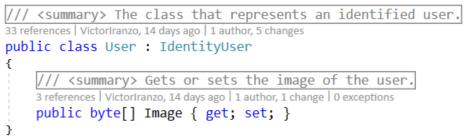 /// <summary> The class that represents an identified user.
33 references | VictorIranzo, 14 days ago | 1 author, 5 changes
public class User : IdentityUser
{
/// <summary> Gets or sets the image of the user.
3 references | VictorIranzo, 14 days ago | 1 author, 1 change | 0 exceptions
public byte[] Image { get; set; }
}